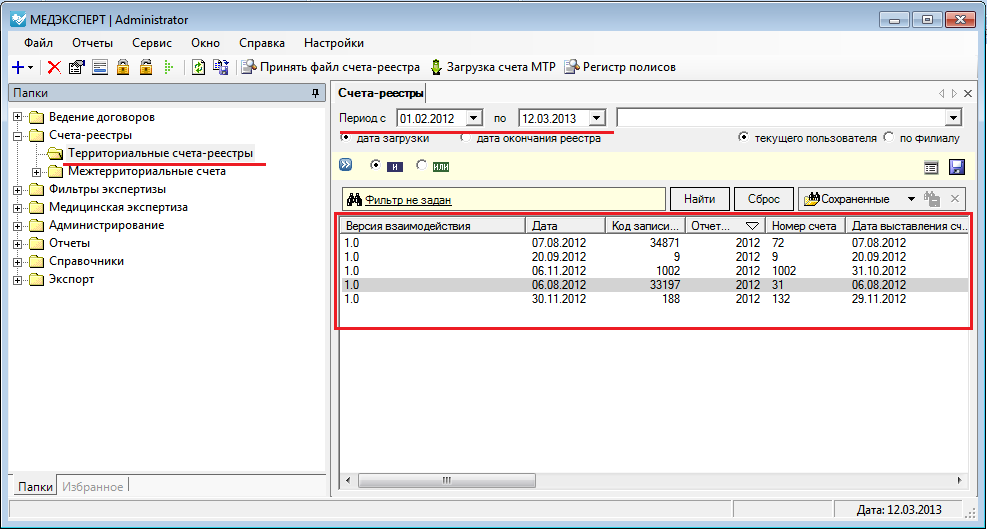 МЕДЭКСПЕРТ | Administrator
Файл Отчеты Сервис Окно Справка Настройки
Принять файл счета-реестра Загрузка счета МТР Регистр полисов
Папки
Ведение договоров
Счета-реестры
Территориальные счета-реестры
Межтерриториальные счета
Фильтры экспертизы
Медицинская экспертиза
Администрирование
Отчеты
Справочники
Экспорт
Папки Избранное
Счета-реестры
Период с 01.02.2012 по 12.03.2013
дата загрузки дата окончания реестра текущего пользователя по филиалу
и или
Фильтр не задан Найти Сброс Сохраненные
Версия взаимодействия Дата Код записи... Отчет... Номер счета Дата выставления сч...
1.0 07.08.2012 34871 2012 72 07.08.2012
1.0 20.09.2012 9 2012 9 20.09.2012
1.0 06.11.2012 1002 2012 1002 31.10.2012
1.0 06.08.2012 33197 2012 31 06.08.2012
1.0 30.11.2012 188 2012 132 29.11.2012
Дата: 12.03.2013